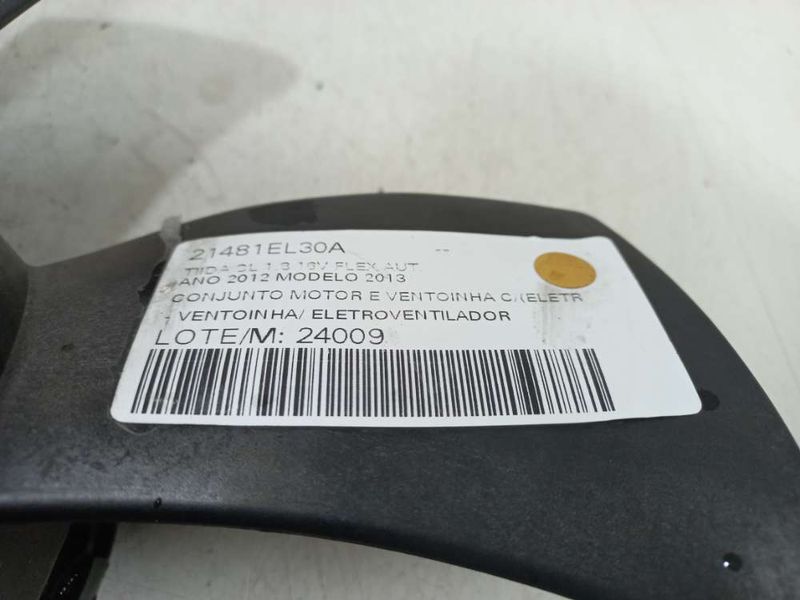 21481EL30A --
TIIDA SL 1.8 16V FLEX AUT
ANO 2012 MODELO 2013
CONJUNTO MOTOR E VENTOINHA C/(ELETR
- VENTOINHA/ ELETROVENTILADOR
LOTE/M: 24009